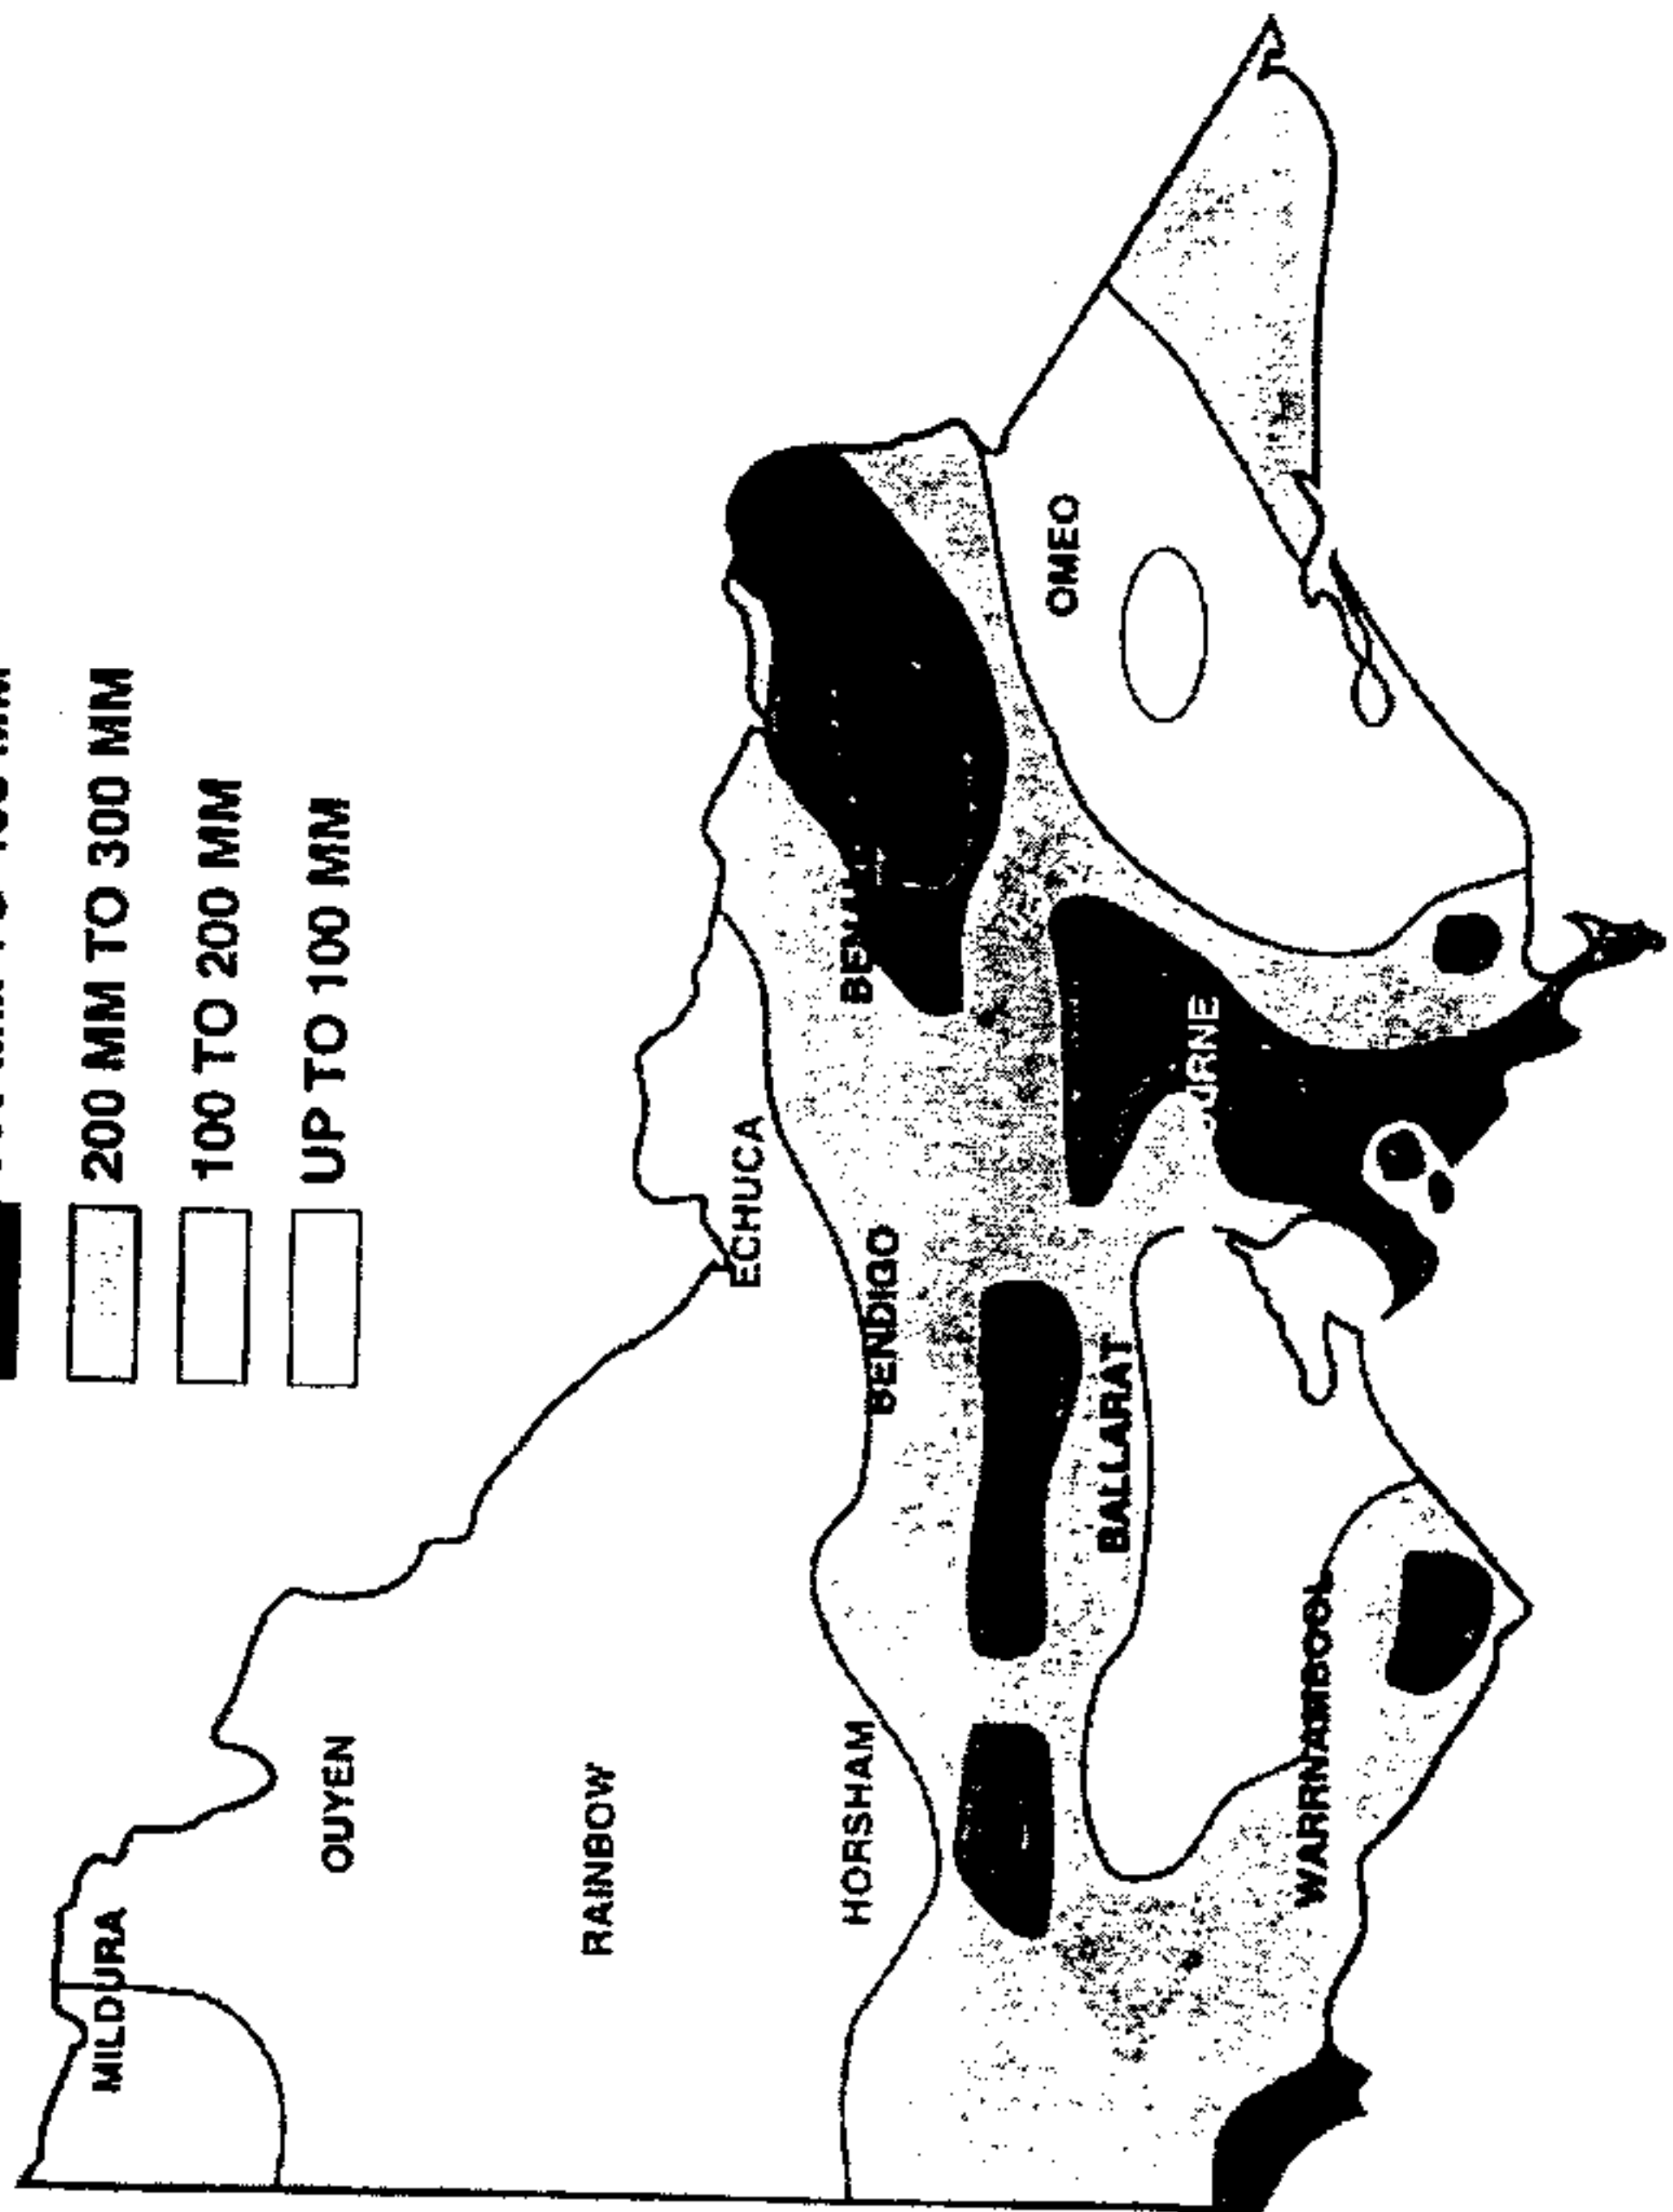 200 MM TO 300 MM
100 TO 200 MM
UP TO 100 MM
MILDURA
OUYEN
RAINBOW
HORSHAM
ECHUCA
BENDIGO
BALLARAT
WARRNAMBOOL
OMEO